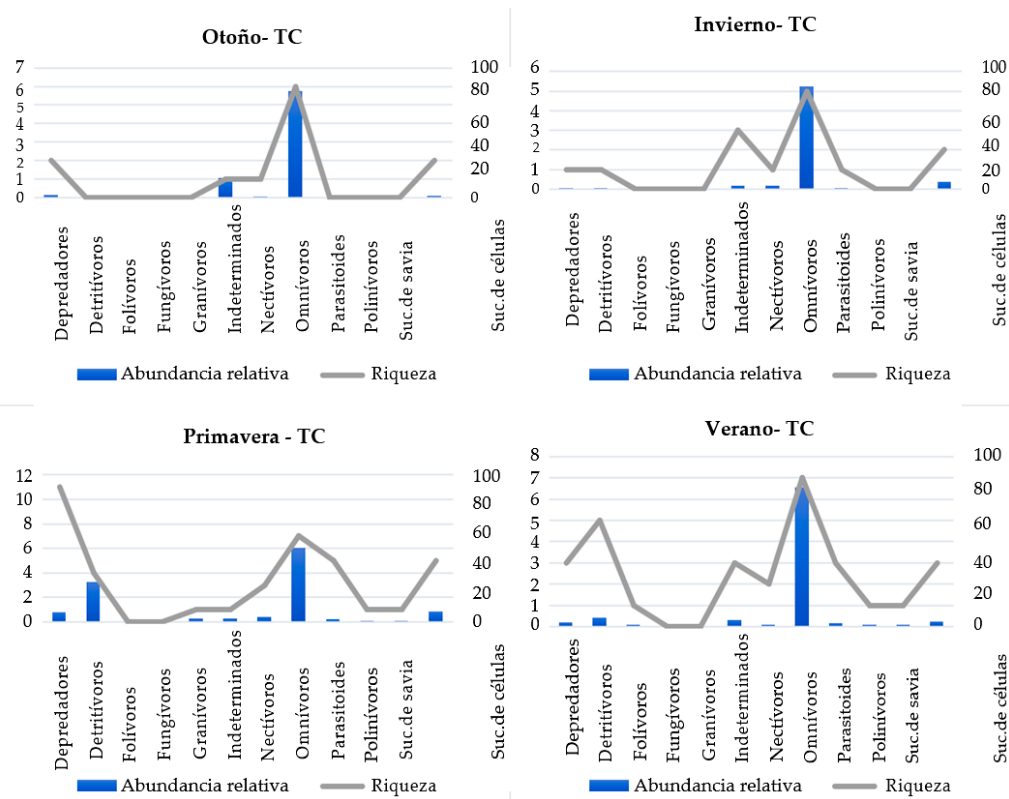 Otoño- TC
7
6
5
4
3
2
1
0
100
80
60
40
20
0
Depredadores
Detritívoros
Folívoros
Fungívoros
Granívoros
Indeterminados
Nectívoros
Omnívoros
Parasitoides
Polinívoros
Suc.de savia
Suc.de células
Abundancia relativa
Riqueza
Invierno- TC
6
5
4
3
2
1
0
100
80
60
40
20
0
Depredadores
Detritívoros
Folívoros
Fungívoros
Granívoros
Indeterminados
Nectívoros
Omnívoros
Parasitoides
Polinívoros
Suc.de savia
Suc.de células
Abundancia relativa
Riqueza
Primavera - TC
12
10
8
6
4
2
0
100
80
60
40
20
0
Depredadores
Detritívoros
Folívoros
Fungívoros
Granívoros
Indeterminados
Nectívoros
Omnívoros
Parasitoides
Polinívoros
Suc.de savia
Suc.de células
Abundancia relativa
Riqueza
Verano- TC
8
7
6
5
4
3
2
1
0
100
80
60
40
20
0
Depredadores
Detritívoros
Folívoros
Fungívoros
Granívoros
Indeterminados
Nectívoros
Omnívoros
Parasitoides
Polinívoros
Suc.de savia
Suc.de células
Abundancia relativa
Riqueza